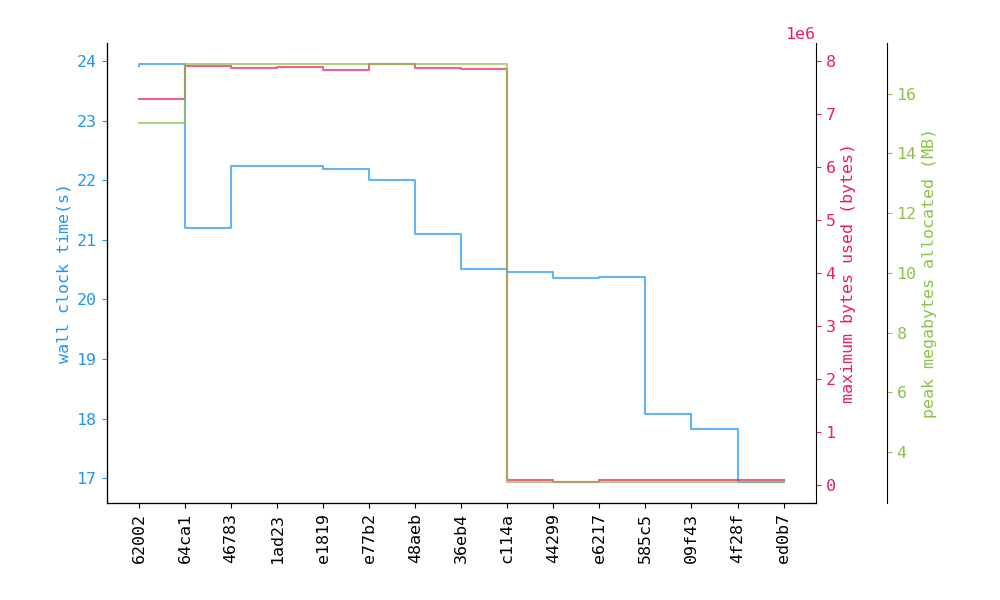 1e6
24
23
22
21
20
19
18
17
wall clock time(s)
8
7
6
5
4
3
2
1
0
maximum bytes used (bytes)
16
14
12
10
8
6
4
peak megabytes allocated (MB)
62002
64ca1
46783
1ad23
e1819
e77b2
48aeb
36eb4
c114a
44299
e6217
585c5
09f43
4f28f
ed0b7